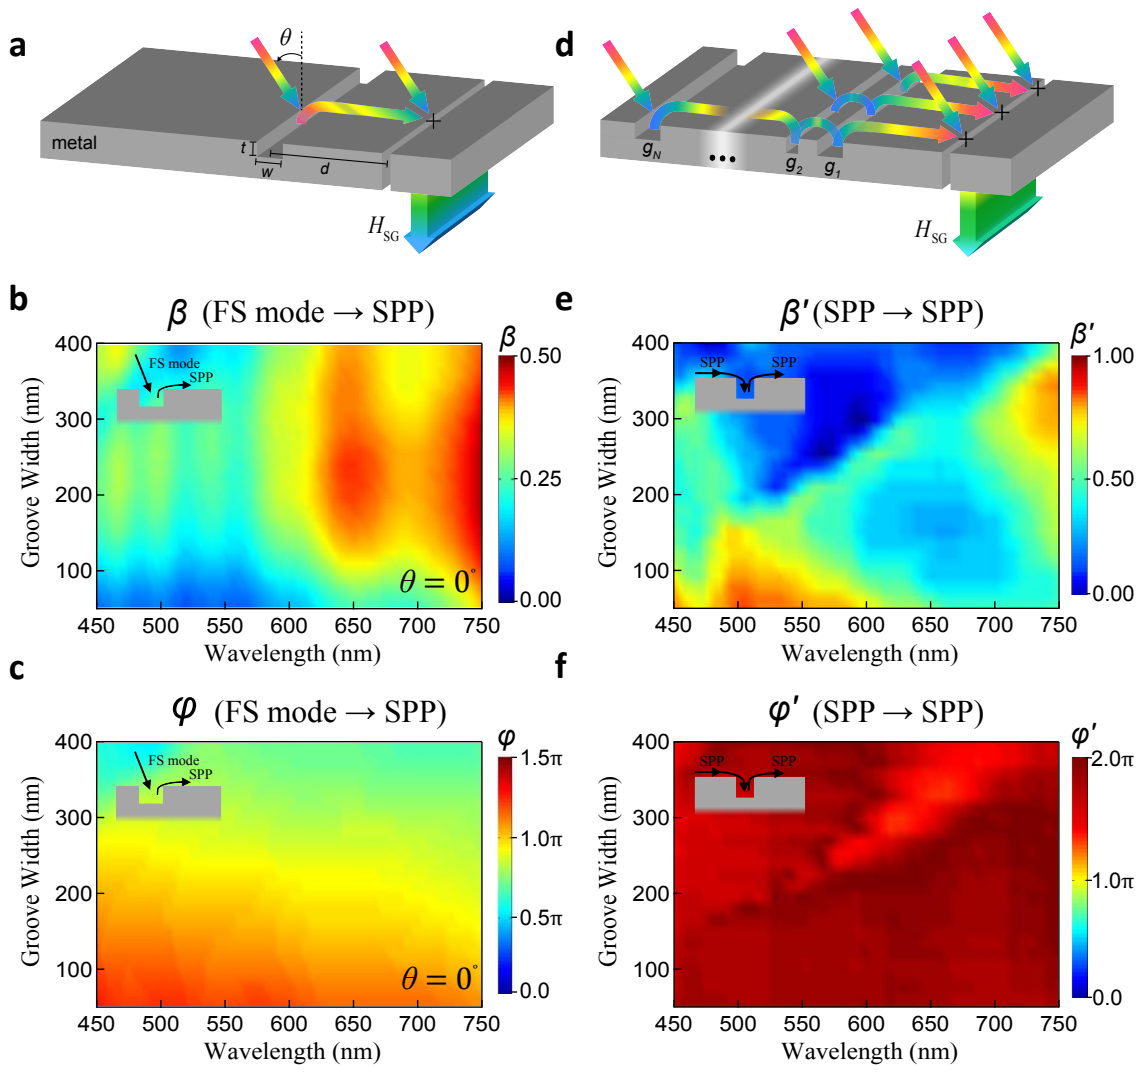 a
θ
metal
t
w
d
H_SG
b
β (FS mode → SPP)
400
300
200
100
Groove Width (nm)
FS mode
SPP
θ = 0°
450 500 550 600 650 700 750
Wavelength (nm)
β
0.50
0.25
0.00
c
φ (FS mode → SPP)
400
300
200
100
Groove Width (nm)
FS mode
SPP
θ = 0°
450 500 550 600 650 700 750
Wavelength (nm)
φ
1.5π
1.0π
0.5π
0.0
d
g_N
•••
g_2
g_1
H_SG
e
β′ (SPP → SPP)
400
300
200
100
Groove Width (nm)
SPP SPP
450 500 550 600 650 700 750
Wavelength (nm)
β′
1.00
0.50
0.00
f
φ′ (SPP → SPP)
400
300
200
100
Groove Width (nm)
SPP SPP
450 500 550 600 650 700 750
Wavelength (nm)
φ′
2.0π
1.0π
0.0